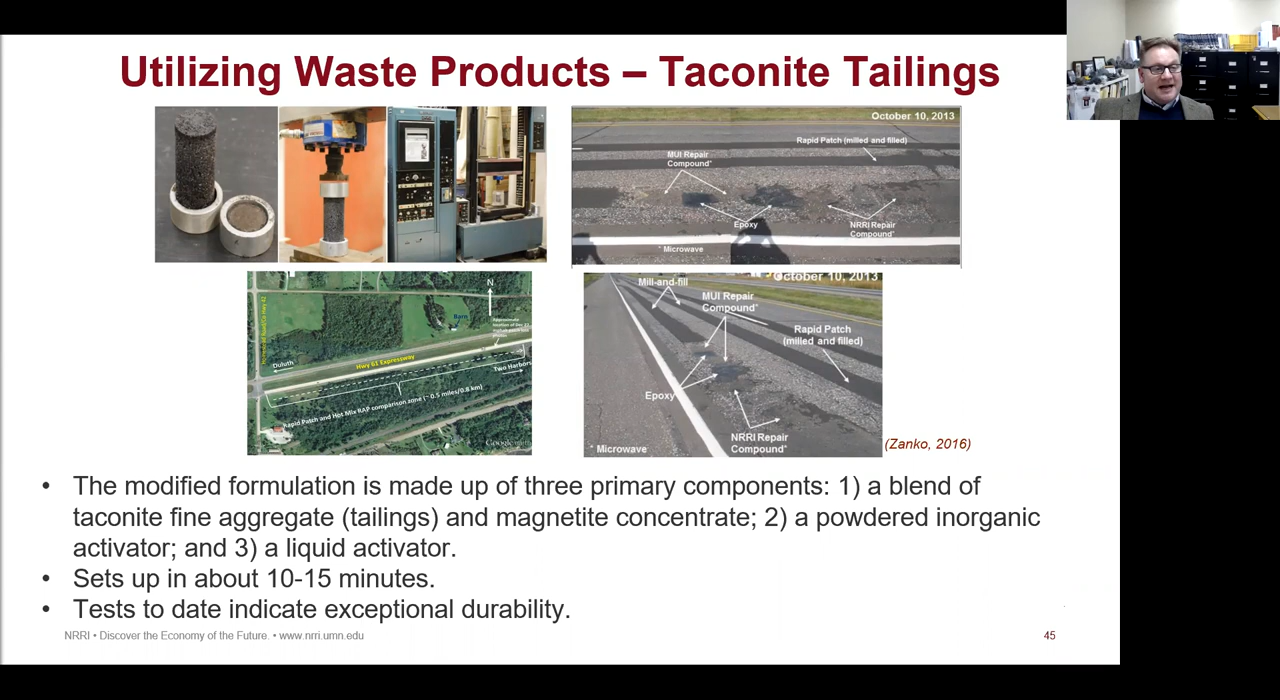 Utilizing Waste Products – Taconite Tailings
October 10, 2013
Rapid Patch (milled and filled)
MUI Repair
Compound*
Epoxy
NRRI Repair
Compound*
* Microwave
N
Barn
Approximate
Duluth
Hwy 61 Expressway
Two Harbors
Rapid Patch and Hot Mix RAP comparison zone (~ 0.5 miles/0.8 km)
Google
October 10, 2013
Mill-and-fill
MUI Repair
Compound*
Rapid Patch
(milled and filled)
Epoxy
NRRI Repair
Compound*
* Microwave
(Zanko, 2016)
• The modified formulation is made up of three primary components: 1) a blend of
taconite fine aggregate (tailings) and magnetite concentrate; 2) a powdered inorganic
activator; and 3) a liquid activator.
• Sets up in about 10-15 minutes.
• Tests to date indicate exceptional durability.
NRRI • Discover the Economy of the Future. • www.nrri.umn.edu
45